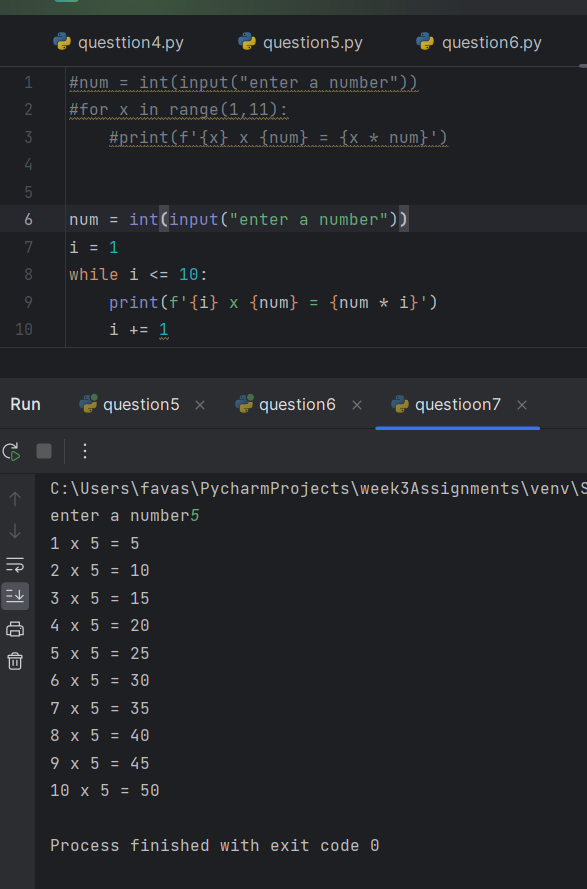 questtion4.py question5.py question6.py
1 #num = int(input("enter a number"))
2 #for x in range(1,11):
3 #print(f'{x} x {num} = {x * num}')
4
5
6 num = int(input("enter a number"))
7 i = 1
8 while i <= 10:
9 print(f'{i} x {num} = {num * i}')
10 i += 1
Run question5 × question6 × questioon7 ×
C:\Users\favas\PycharmProjects\week3Assignments\venv\S
enter a number5
1 x 5 = 5
2 x 5 = 10
3 x 5 = 15
4 x 5 = 20
5 x 5 = 25
6 x 5 = 30
7 x 5 = 35
8 x 5 = 40
9 x 5 = 45
10 x 5 = 50
Process finished with exit code 0